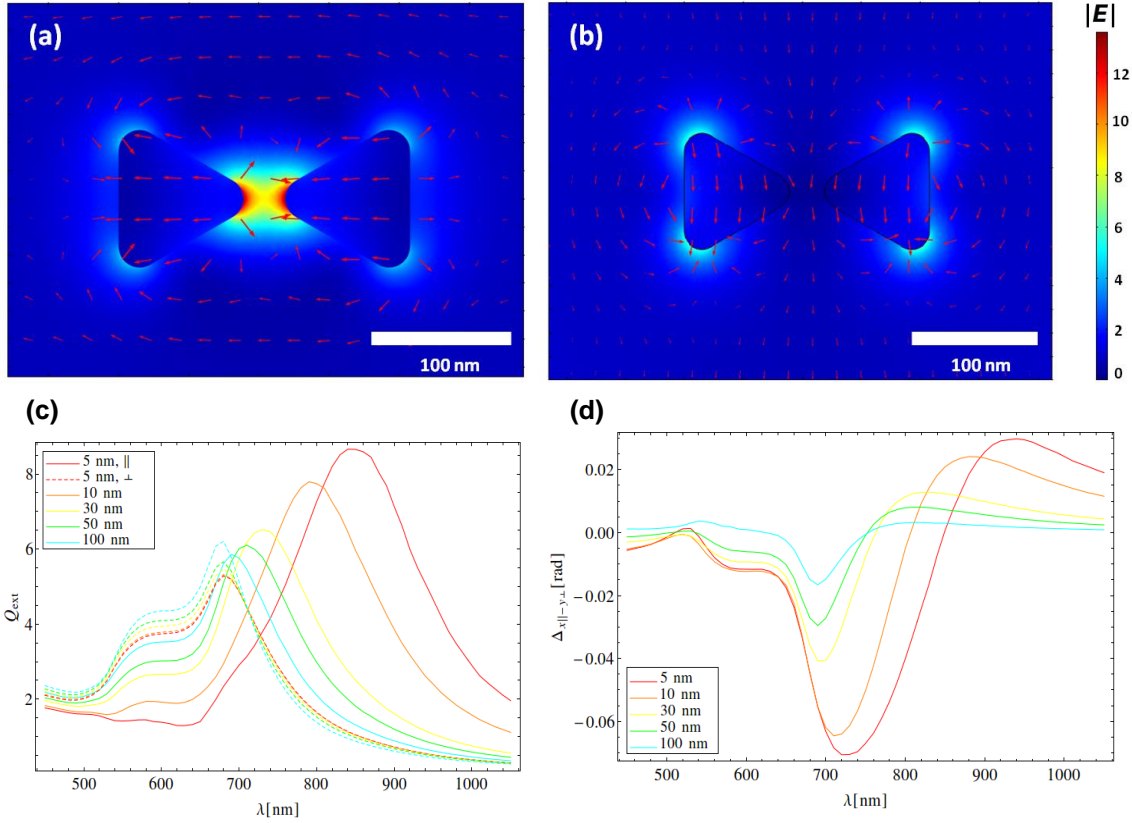 (a)
100 nm
(b)
100 nm
|E|
12
10
8
6
4
2
0
(c)
Qext
8
6
4
2
5 nm, ∥
5 nm, ⊥
10 nm
30 nm
50 nm
100 nm
500 600 700 800 900 1000
λ[nm]
(d)
Δx∥−y⊥[rad]
0.02
0.00
−0.02
−0.04
−0.06
5 nm
10 nm
30 nm
50 nm
100 nm
500 600 700 800 900 1000
λ[nm]